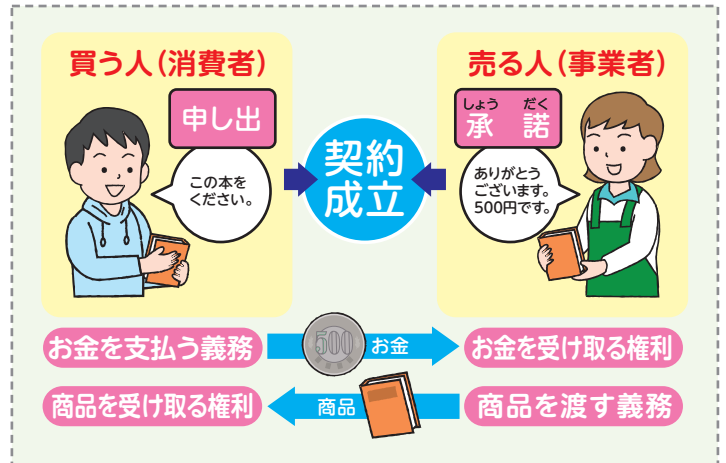 買う人(消費者)
申し出
この本を
ください。
契約
成立
売る人(事業者)
しょう だく
承諾
ありがとう
ございます。
500円です。
お金を支払う義務
500
お金
お金を受け取る権利
商品を受け取る権利
商品
商品を渡す義務